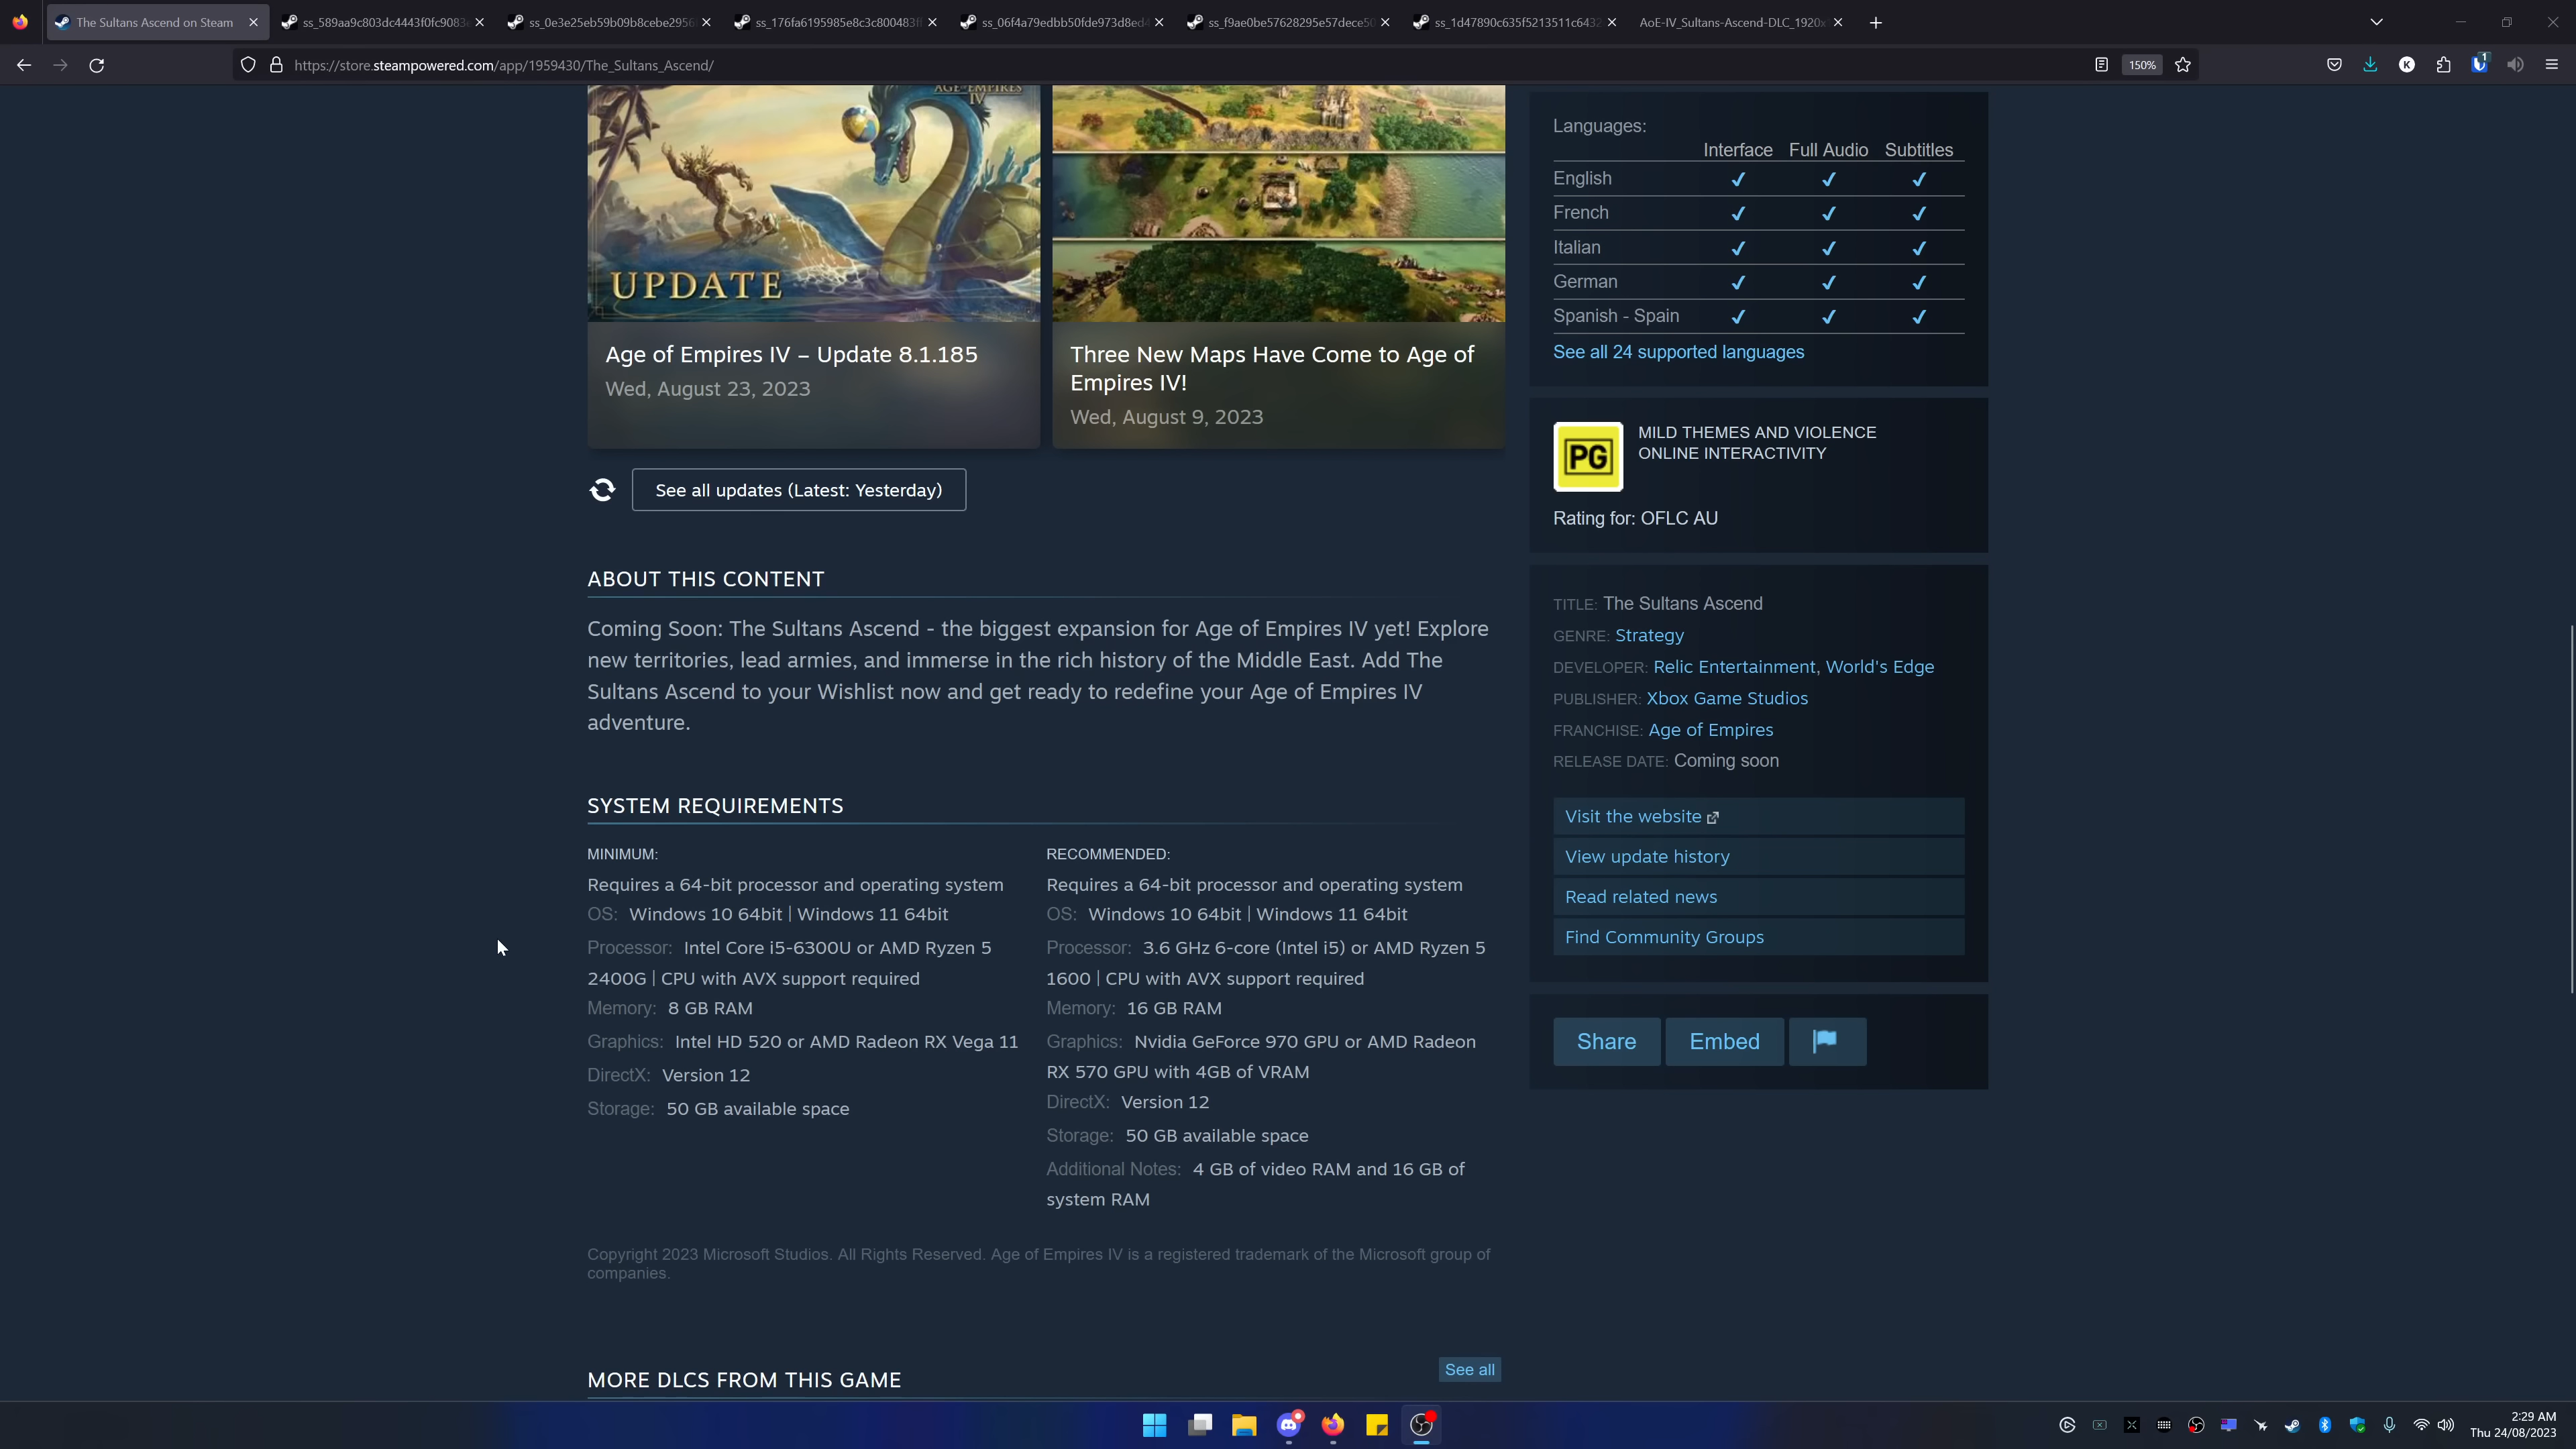 The Sultans Ascend on Steam
ss_589aa9c803dc4443f0fc9083
ss_0e3e25eb59b09b8cebe2956
ss_176fa6195985e8c3c800483ff
ss_06f4a79edbb50fde973d8ed4
ss_f9ae0be57628295e57dece50
ss_1d47890c635f5213511c6432
AoE-IV_Sultans-Ascend-DLC_1920x
https://store.steampowered.com/app/1959430/The_Sultans_Ascend/
150%
K
1
AGE EMPIRES
IV
UPDATE
Age of Empires IV – Update 8.1.185
Wed, August 23, 2023
Three New Maps Have Come to Age of
Empires IV!
Wed, August 9, 2023
See all updates (Latest: Yesterday)
ABOUT THIS CONTENT
Coming Soon: The Sultans Ascend - the biggest expansion for Age of Empires IV yet! Explore
new territories, lead armies, and immerse in the rich history of the Middle East. Add The
Sultans Ascend to your Wishlist now and get ready to redefine your Age of Empires IV
adventure.
SYSTEM REQUIREMENTS
MINIMUM:
Requires a 64-bit processor and operating system
OS: Windows 10 64bit | Windows 11 64bit
Processor: Intel Core i5-6300U or AMD Ryzen 5
2400G | CPU with AVX support required
Memory: 8 GB RAM
Graphics: Intel HD 520 or AMD Radeon RX Vega 11
DirectX: Version 12
Storage: 50 GB available space
RECOMMENDED:
Requires a 64-bit processor and operating system
OS: Windows 10 64bit | Windows 11 64bit
Processor: 3.6 GHz 6-core (Intel i5) or AMD Ryzen 5
1600 | CPU with AVX support required
Memory: 16 GB RAM
Graphics: Nvidia GeForce 970 GPU or AMD Radeon
RX 570 GPU with 4GB of VRAM
DirectX: Version 12
Storage: 50 GB available space
Additional Notes: 4 GB of video RAM and 16 GB of
system RAM
Copyright 2023 Microsoft Studios. All Rights Reserved. Age of Empires IV is a registered trademark of the Microsoft group of
companies.
MORE DLCS FROM THIS GAME
See all
Languages:
Interface Full Audio Subtitles
English ✔ ✔ ✔
French ✔ ✔ ✔
Italian ✔ ✔ ✔
German ✔ ✔ ✔
Spanish - Spain ✔ ✔ ✔
See all 24 supported languages
PG
MILD THEMES AND VIOLENCE
ONLINE INTERACTIVITY
Rating for: OFLC AU
TITLE: The Sultans Ascend
GENRE: Strategy
DEVELOPER: Relic Entertainment, World's Edge
PUBLISHER: Xbox Game Studios
FRANCHISE: Age of Empires
RELEASE DATE: Coming soon
Visit the website
View update history
Read related news
Find Community Groups
Share
Embed
2:29 AM
Thu 24/08/2023